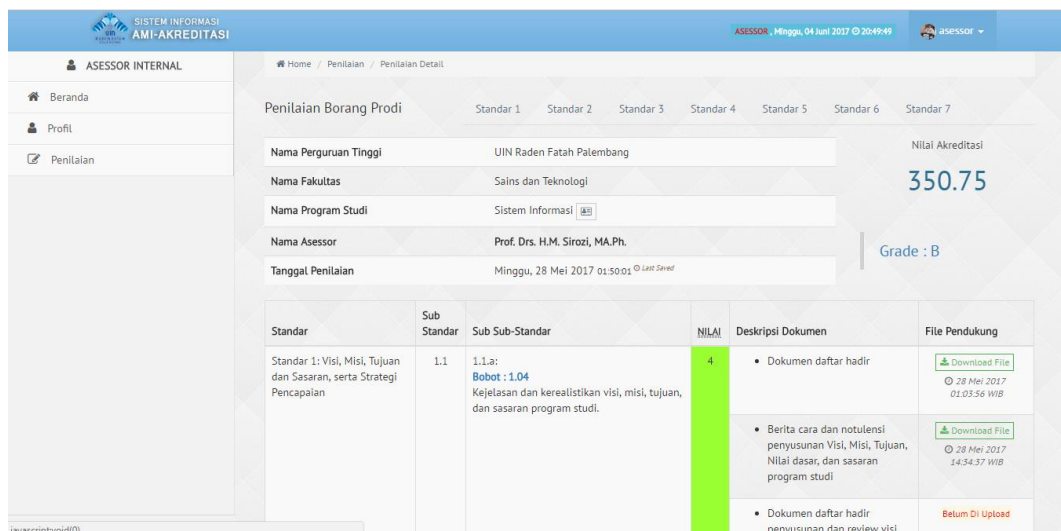 SISTEM INFORMASI
AMI-AKREDITASI
ASESSOR , Minggu, 04 Juni 2017 20:49:49
asessor
ASESSOR INTERNAL
Beranda
Profil
Penilaian
Home / Penilaian / Penilaian Detail
Penilaian Borang Prodi
Standar 1 Standar 2 Standar 3 Standar 4 Standar 5 Standar 6 Standar 7
Nama Perguruan Tinggi UIN Raden Fatah Palembang
Nama Fakultas Sains dan Teknologi
Nama Program Studi Sistem Informasi
Nama Asessor Prof. Drs. H.M. Sirozi, MA.Ph.
Tanggal Penilaian Minggu, 28 Mei 2017 01:50:01 Last Saved
Nilai Akreditasi
350.75
Grade : B
Standar
Sub
Standar
Sub Sub-Standar
NILAI
Deskripsi Dokumen
File Pendukung
Standar 1: Visi, Misi, Tujuan
dan Sasaran, serta Strategi
Pencapaian
1.1
1.1.a:
Bobot : 1.04
Kejelasan dan kerealistikan visi, misi, tujuan,
dan sasaran program studi.
4
Dokumen daftar hadir
Download File
28 Mei 2017
01:03:56 WIB
Berita cara dan notulensi
penyusunan Visi, Misi, Tujuan,
Nilai dasar, dan sasaran
program studi
Download File
28 Mei 2017
14:34:37 WIB
Dokumen daftar hadir
penyusunan dan review visi
Belum Di Upload
javascript:void(0)